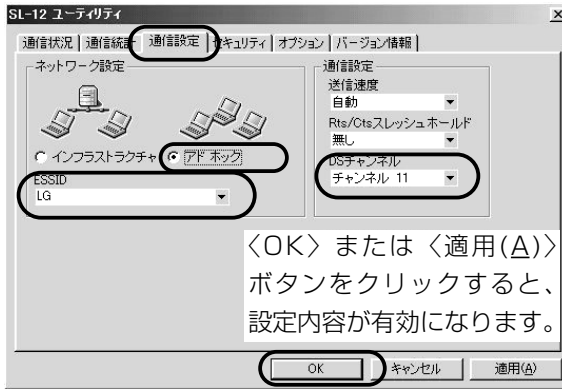 SL-12 ユーティリティ
通信状況 通信統計 通信設定 セキュリティ オプション バージョン情報
ネットワーク設定
インフラストラクチャ アド ホック
ESSID
LG
通信設定
送信速度
自動
Rts/Ctsスレッシュホールド
無し
DSチャンネル
チャンネル 11
〈OK〉または〈適用(A)〉
ボタンをクリックすると、
設定内容が有効になります。
OK キャンセル 適用(A)